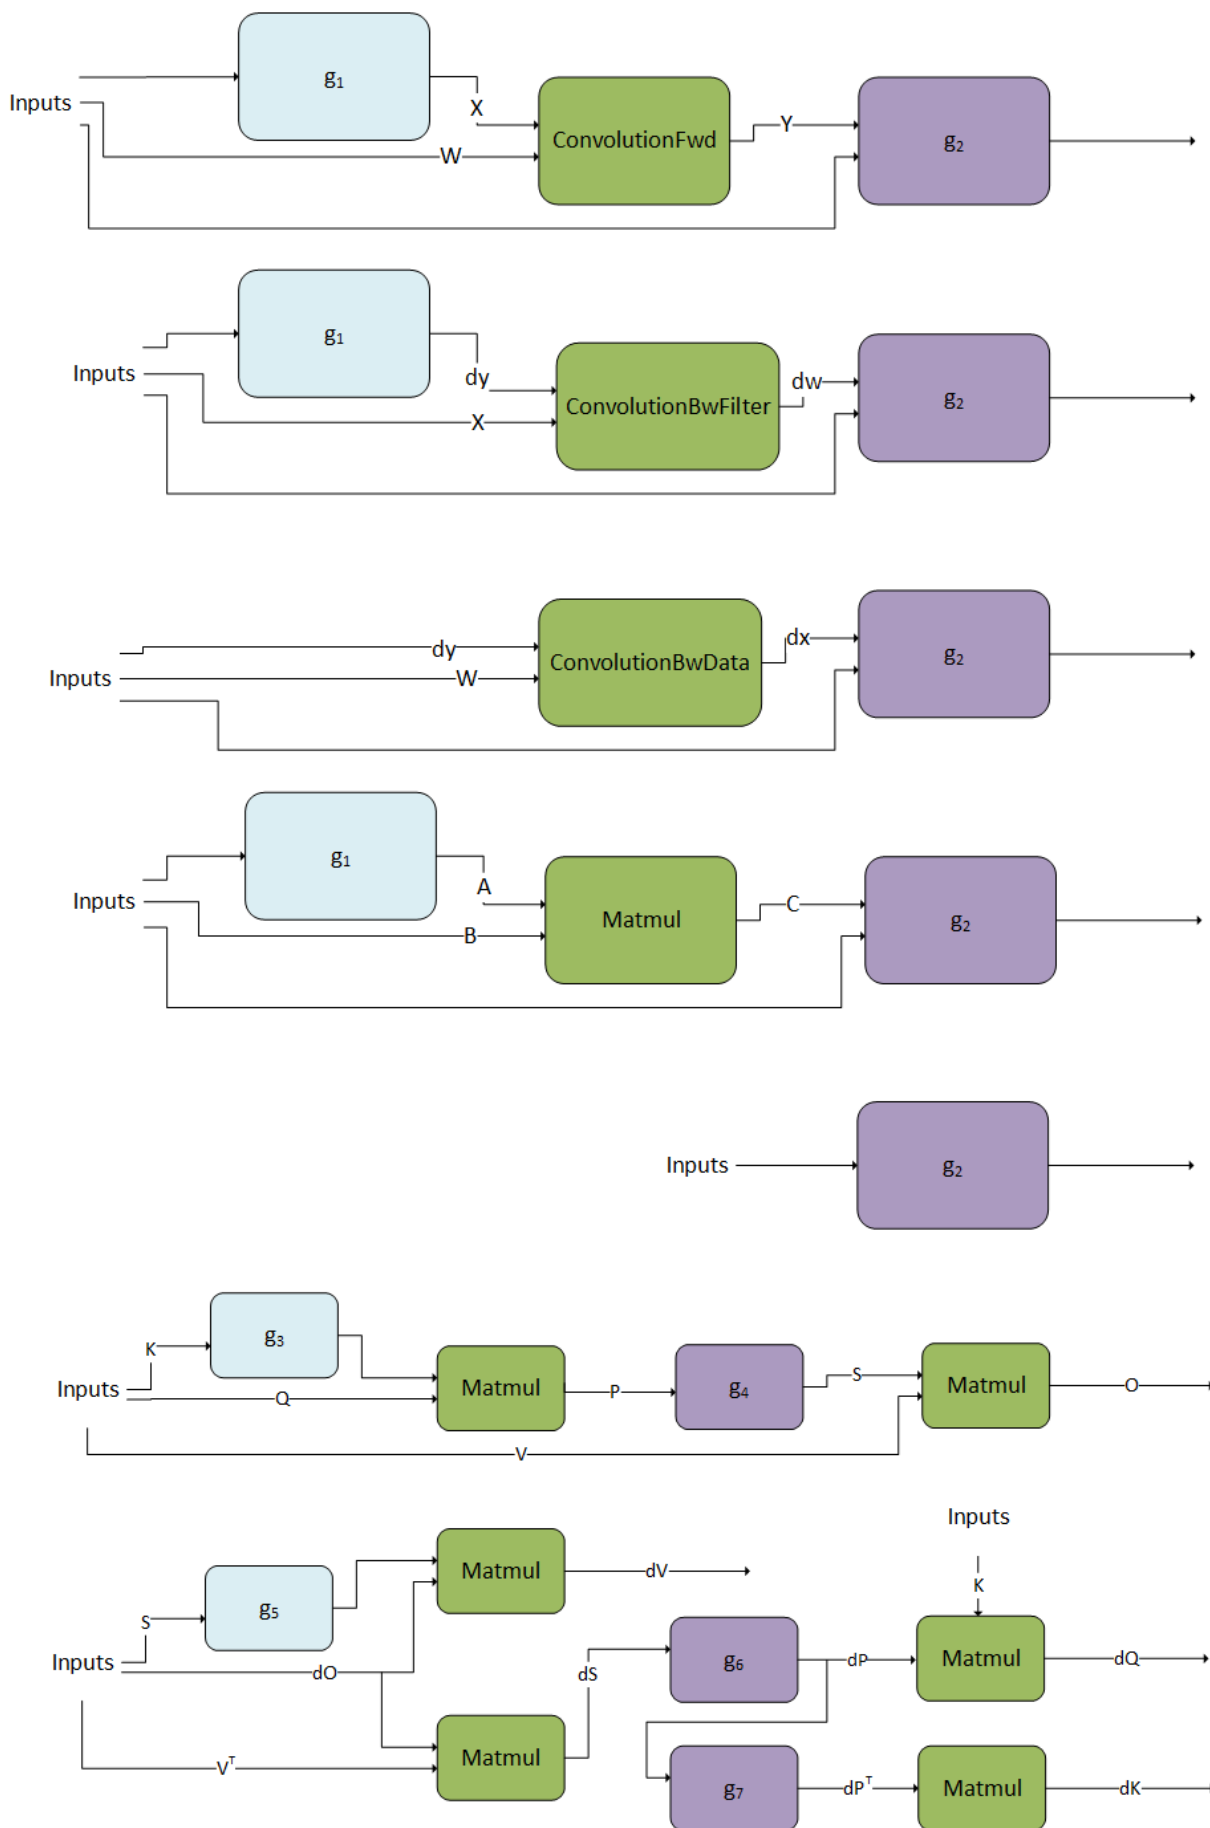 g₁
Inputs
X
W
ConvolutionFwd
Y
g₂
g₁
Inputs
dy
X
ConvolutionBwFilter
dw
g₂
Inputs
dy
W
ConvolutionBwData
dx
g₂
g₁
Inputs
A
B
Matmul
C
g₂
Inputs
g₂
K
g₃
Inputs
Q
Matmul
P
g₄
S
Matmul
O
V
Inputs
K
S
g₅
Matmul
dV
Inputs
dO
dS
g₆
dP
Matmul
dQ
Vᵀ
Matmul
g₇
dPᵀ
Matmul
dK